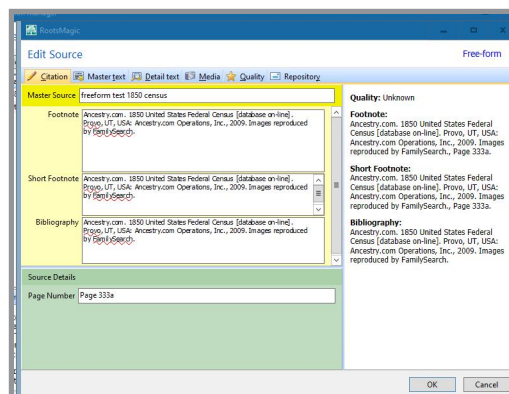 RootsMagic
Edit Source
Free-form
Citation Master text Detail text Media Quality Repository
Master Source freeform test 1850 census
Footnote Ancestry.com. 1850 United States Federal Census [database on-line].
Provo, UT, USA: Ancestry.com Operations, Inc., 2009. Images reproduced
by FamilySearch.
Short Footnote Ancestry.com. 1850 United States Federal Census [database on-line].
Provo, UT, USA: Ancestry.com Operations, Inc., 2009. Images reproduced
by FamilySearch.
Bibliography Ancestry.com. 1850 United States Federal Census [database on-line].
Provo, UT, USA: Ancestry.com Operations, Inc., 2009. Images reproduced
by FamilySearch.
Source Details
Page Number Page 333a
Quality: Unknown
Footnote:
Ancestry.com. 1850 United States Federal
Census [database on-line]. Provo, UT, USA:
Ancestry.com Operations, Inc., 2009. Images
reproduced by FamilySearch., Page 333a.
Short Footnote:
Ancestry.com. 1850 United States Federal
Census [database on-line]. Provo, UT, USA:
Ancestry.com Operations, Inc., 2009. Images
reproduced by FamilySearch., Page 333a.
Bibliography:
Ancestry.com. 1850 United States Federal
Census [database on-line]. Provo, UT, USA:
Ancestry.com Operations, Inc., 2009. Images
reproduced by FamilySearch.
OK Cancel